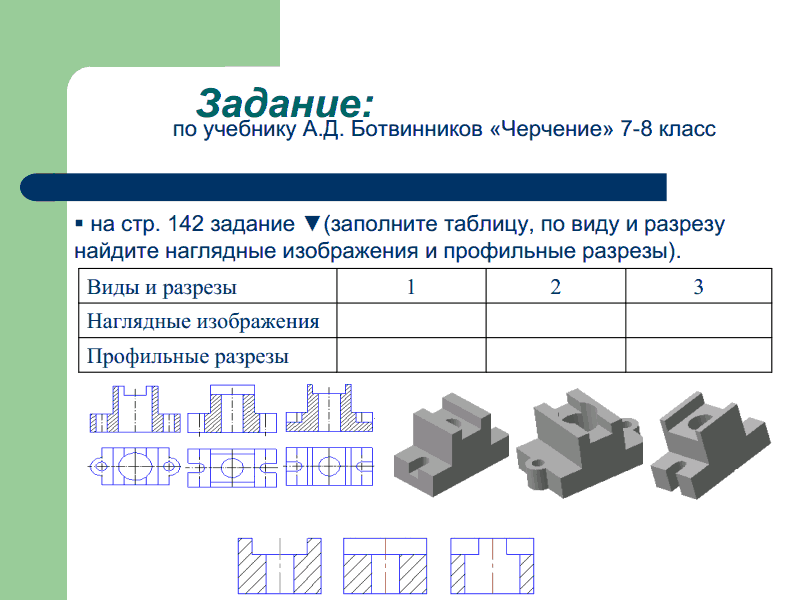 Задание:
по учебнику А.Д. Ботвинников «Черчение» 7-8 класс
▪ на стр. 142 задание ▼(заполните таблицу, по виду и разрезу
найдите наглядные изображения и профильные разрезы).
Виды и разрезы 1 2 3
Наглядные изображения
Профильные разрезы